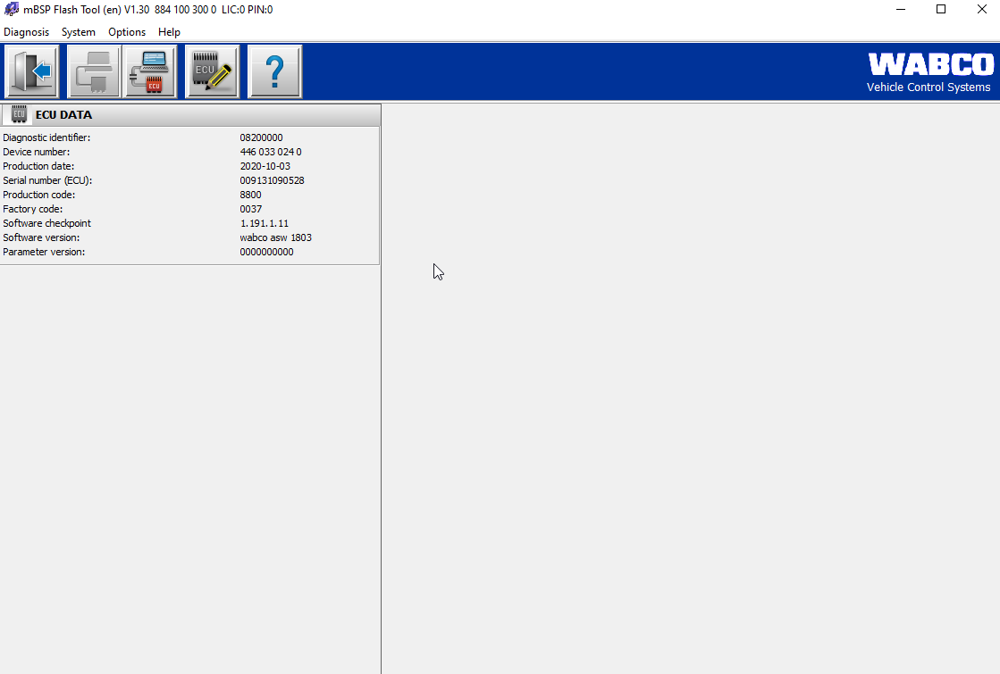 mBSP Flash Tool (en) V1.30  884 100 300 0  LIC:0 PIN:0
Diagnosis System Options Help
ECU
ECU
?
WABCO
Vehicle Control Systems
ECU
ECU DATA
Diagnostic identifier: 08200000
Device number: 446 033 024 0
Production date: 2020-10-03
Serial number (ECU): 009131090528
Production code: 8800
Factory code: 0037
Software checkpoint 1.191.1.11
Software version: wabco asw 1803
Parameter version: 0000000000